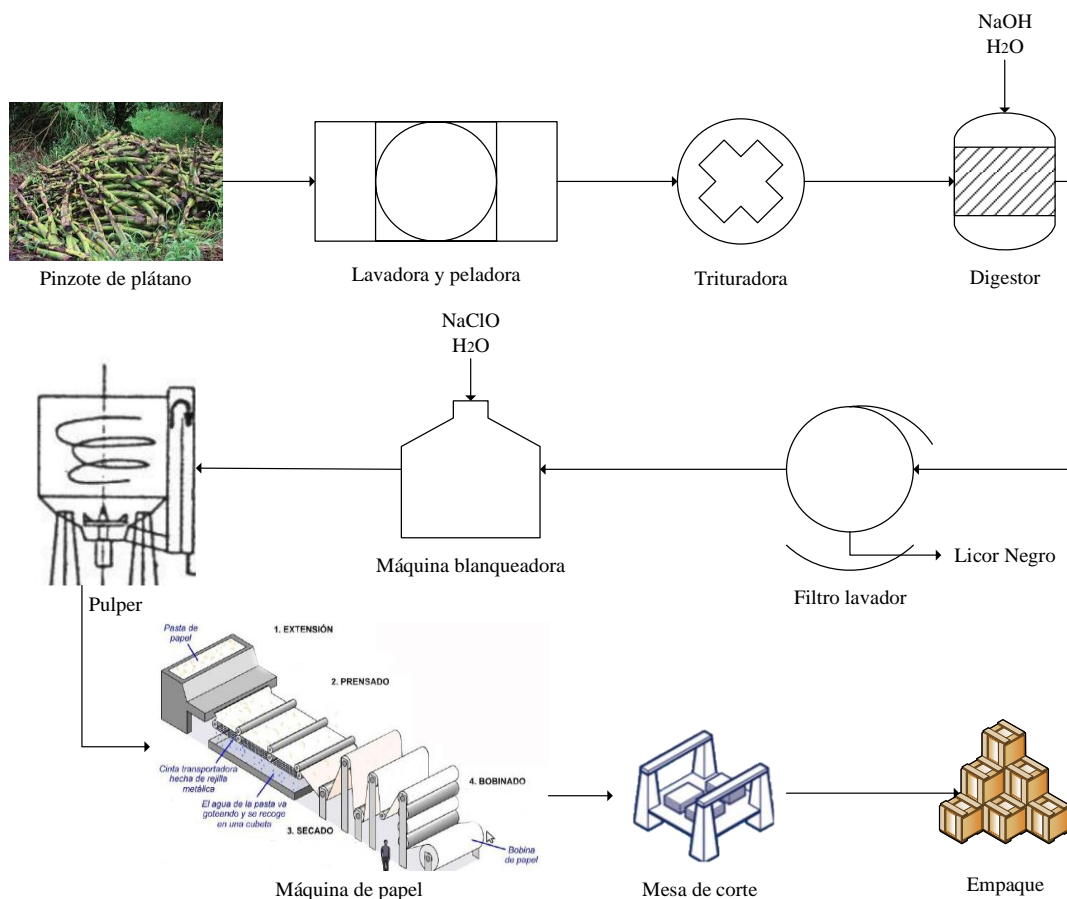 NaOH
H2O
Pinzote de plátano
Lavadora y peladora
Trituradora
Digestor
NaClO
H2O
Máquina blanqueadora
Licor Negro
Filtro lavador
Pulper
Pasta de
papel
1. EXTENSIÓN
2. PRENSADO
Cinta transportadora
hecha de rejilla
metálica
El agua de la pasta va
goteando y se recoge
en una cubeta
3. SECADO
4. BOBINADO
Bobina
de papel
Máquina de papel
Mesa de corte
Empaque